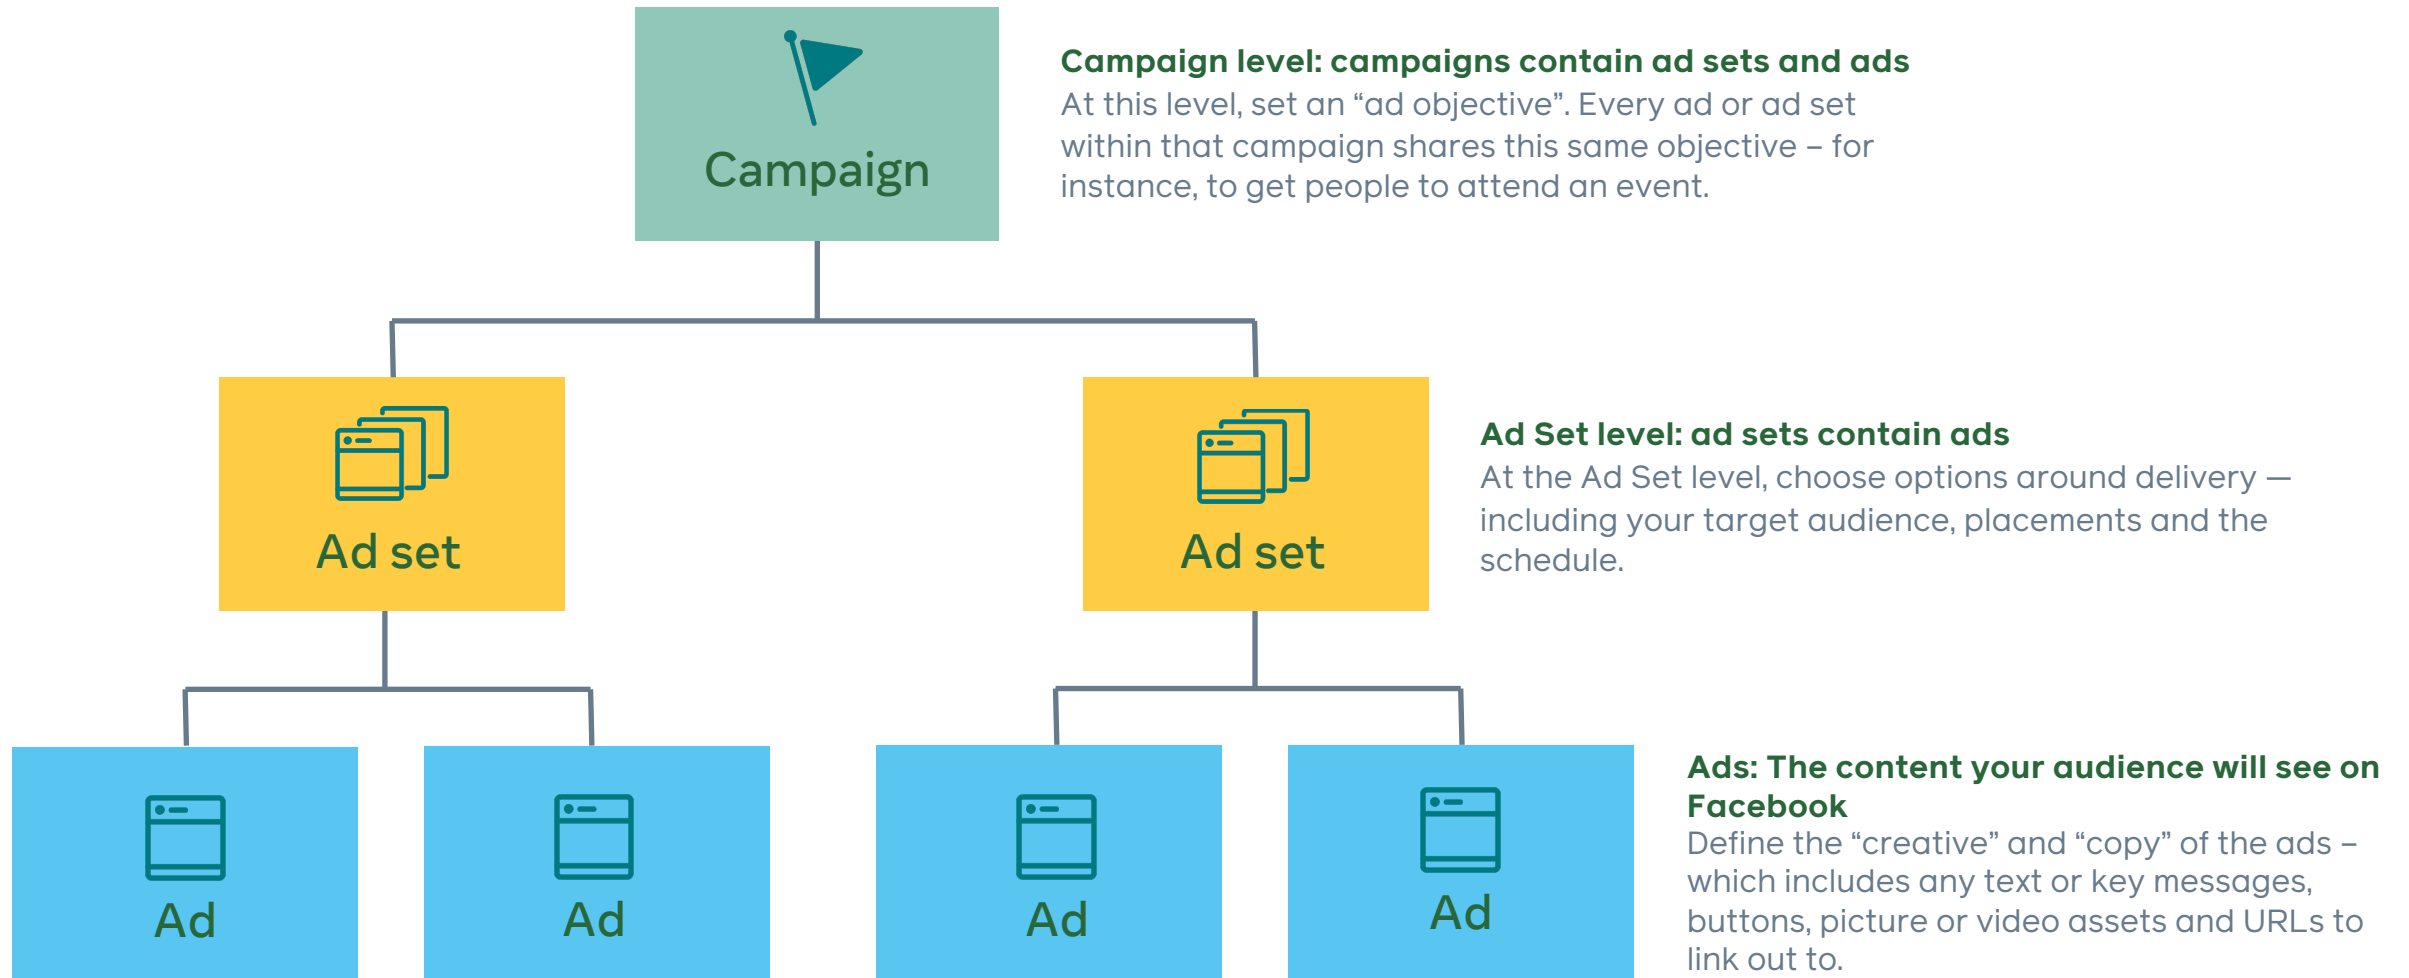 Campaign
Campaign level: campaigns contain ad sets and ads
At this level, set an “ad objective”. Every ad or ad set
within that campaign shares this same objective – for
instance, to get people to attend an event.
Ad set
Ad set
Ad Set level: ad sets contain ads
At the Ad Set level, choose options around delivery —
including your target audience, placements and the
schedule.
Ad
Ad
Ad
Ad
Ads: The content your audience will see on
Facebook
Define the “creative” and “copy” of the ads –
which includes any text or key messages,
buttons, picture or video assets and URLs to
link out to.